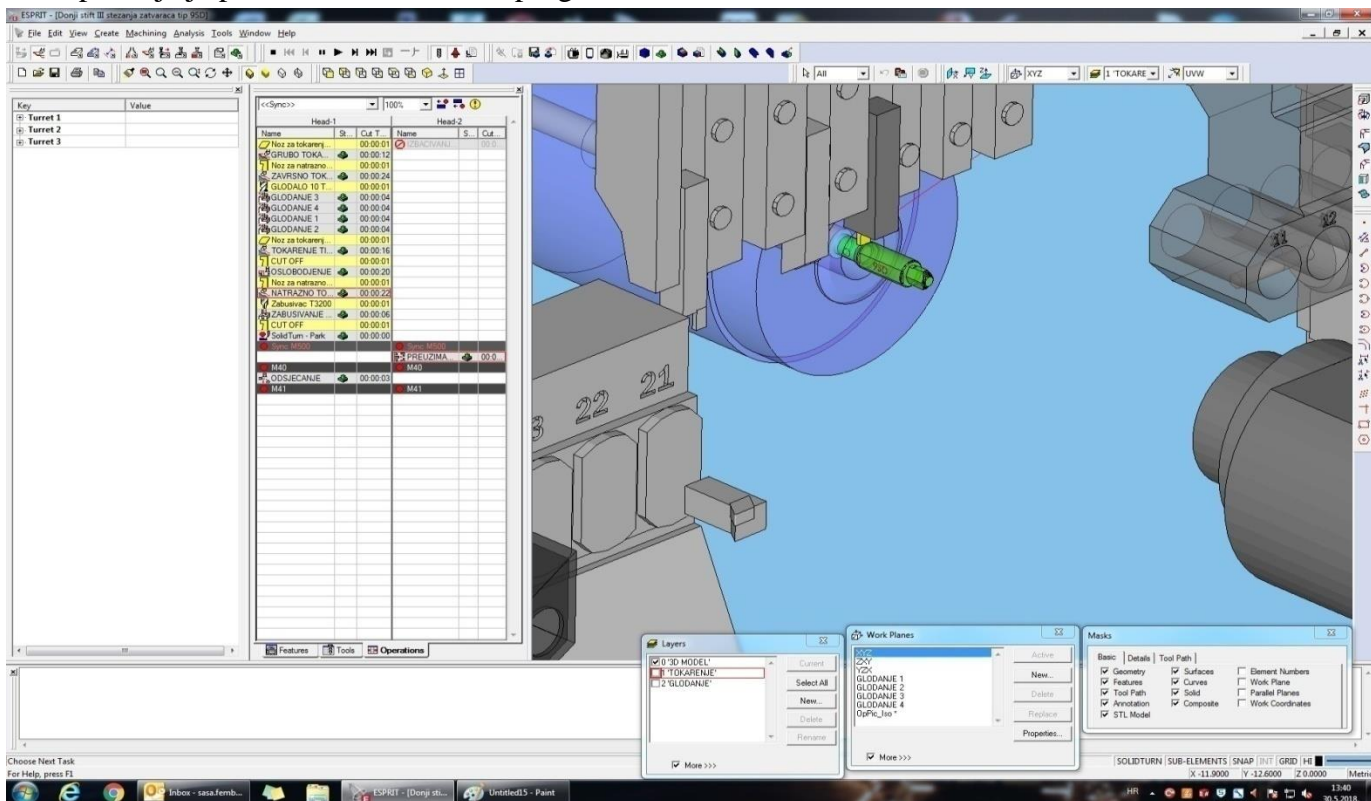 ESPRIT - [Donji stift III stezanja zatvaraca tip 95D]
File Edit View Create Machining Analysis Tools Window Help
All
XYZ
1 'TOKARE
UVW
Key Value
Turret 1
Turret 2
Turret 3
<<Sync>> 100%
Head-1 Head-2
Name St... Cut T... Name S... Cut...
Noz za tokarenj... 00:00:01 IZBACIVANJ 00:0...
GRUBO TOKA... 00:00:12
Noz za natrazno... 00:00:01
ZAVRSNO TOK... 00:00:24
GLODALO 10 T... 00:00:01
GLODANJE 3 00:00:04
GLODANJE 4 00:00:04
GLODANJE 1 00:00:04
GLODANJE 2 00:00:04
Noz za tokarenj... 00:00:01
TOKARENJE TI... 00:00:16
CUT OFF 00:00:01
OSLOBODJENJE 00:00:20
Noz za natrazno... 00:00:01
NATRAZNO TO... 00:00:22
Zabusivac T3200 00:00:01
ZABUSIVANJE ... 00:00:06
CUT OFF 00:00:01
SolidTurn - Park 00:00:00
Sync M500 Sync M500
PREUZIMA... 00:0...
M40 M40
ODSJECANJE 00:00:03
M41 M41
Features Tools Operations
22 21
11 12
Layers
0 '3D MODEL'
1 'TOKARENJE'
2 'GLODANJE'
Current
Select All
New...
Delete
Rename
More >>>
Work Planes
XYZ
ZXY
YZX
GLODANJE 1
GLODANJE 2
GLODANJE 3
GLODANJE 4
OpPic_Iso *
Active
New...
Delete
Replace
Properties...
More >>>
Masks
Basic Details Tool Path
Geometry Surfaces Element Numbers
Features Curves Work Plane
Tool Path Solid Parallel Planes
Annotation Composite Work Coordinates
STL Model
Choose Next Task
SOLIDTURN SUB-ELEMENTS SNAP INT GRID HI
For Help, press F1
X -11.9000 Y -12.6000 Z 0.0000 Metric
Inbox - sasa.femb...
ESPRIT - [Donji sti...
Untitled15 - Paint
HR
13:40
30.5.2018.